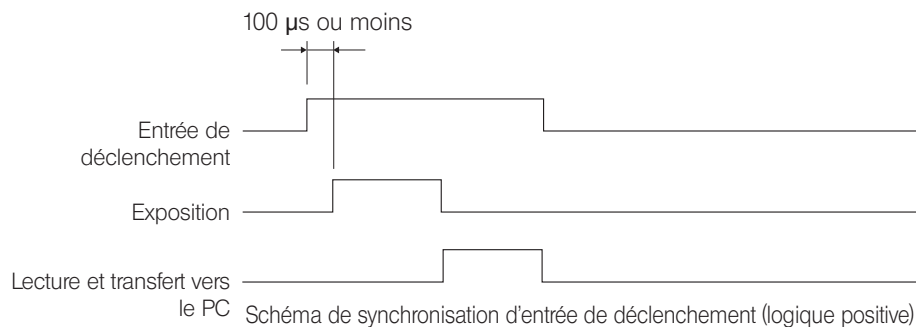 100 µs ou moins
Entrée de
déclenchement
Exposition
Lecture et transfert vers
le PC
Schéma de synchronisation d'entrée de déclenchement (logique positive)